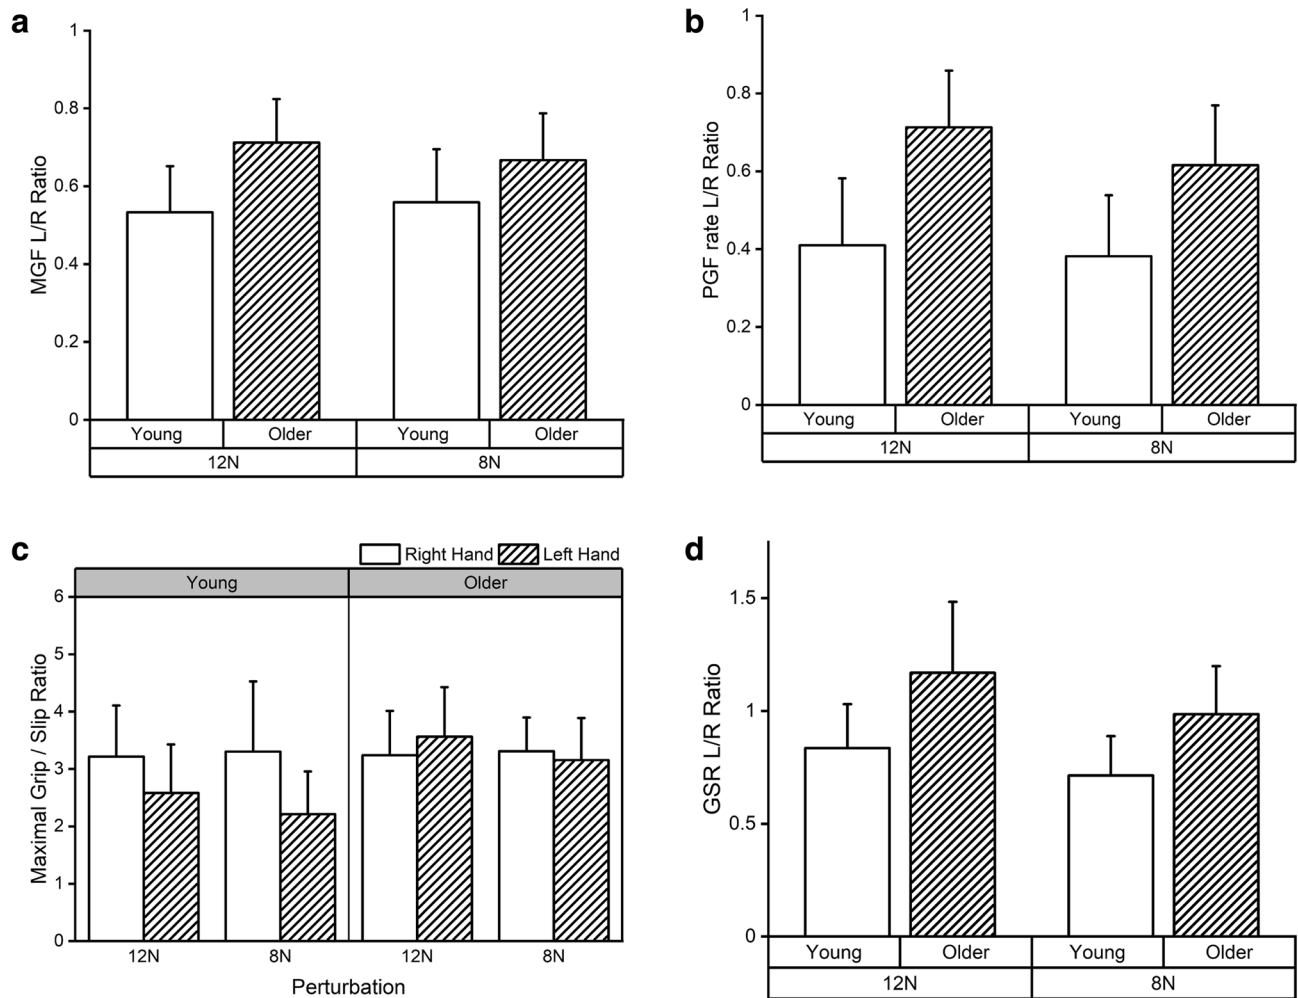 a
1
0.8
0.6
0.4
0.2
0
MGF L/R Ratio
Young Older Young Older
12N 8N
b
1
0.8
0.6
0.4
0.2
0
PGF rate L/R Ratio
Young Older Young Older
12N 8N
c
Right Hand Left Hand
Young Older
6
5
4
3
2
1
0
Maximal Grip / Slip Ratio
12N 8N 12N 8N
Perturbation
d
1.5
1
0.5
0
GSR L/R Ratio
Young Older Young Older
12N 8N